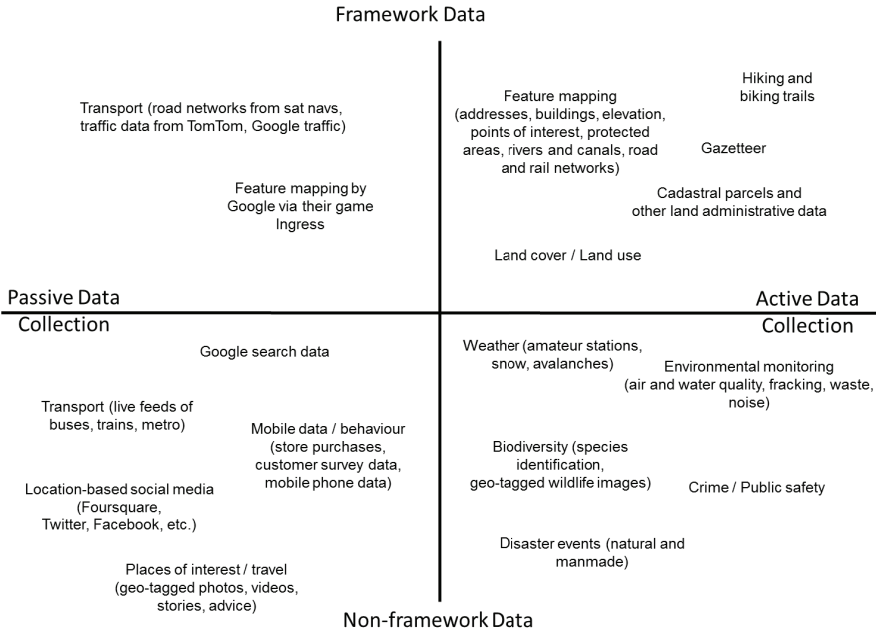 Framework Data
Transport (road networks from sat navs,
traffic data from TomTom, Google traffic)
Feature mapping by
Google via their game
Ingress
Feature mapping
(addresses, buildings, elevation,
points of interest, protected
areas, rivers and canals, road
and rail networks)
Hiking and
biking trails
Gazetteer
Cadastral parcels and
other land administrative data
Land cover / Land use
Passive Data
Collection
Active Data
Collection
Google search data
Transport (live feeds of
buses, trains, metro)
Mobile data / behaviour
(store purchases,
customer survey data,
mobile phone data)
Location-based social media
(Foursquare,
Twitter, Facebook, etc.)
Places of interest / travel
(geo-tagged photos, videos,
stories, advice)
Weather (amateur stations,
snow, avalanches)
Environmental monitoring
(air and water quality, fracking, waste,
noise)
Biodiversity (species
identification,
geo-tagged wildlife images)
Crime / Public safety
Disaster events (natural and
manmade)
Non-framework Data